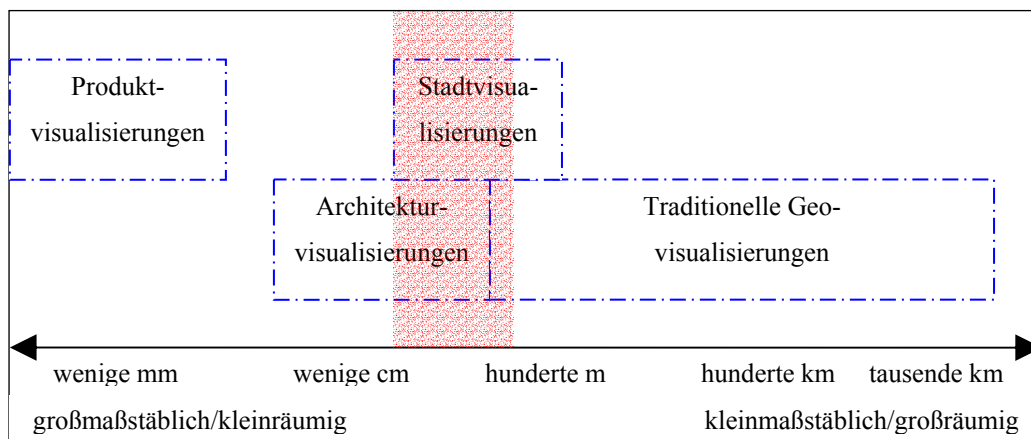 Produkt-
visualisierungen
Stadtvisua-
lisierungen
Architektur-
visualisierungen
Traditionelle Geo-
visualisierungen
wenige mm wenige cm hunderte m hunderte km tausende km
großmaßstäblich/kleinräumig kleinmaßstäblich/großräumig